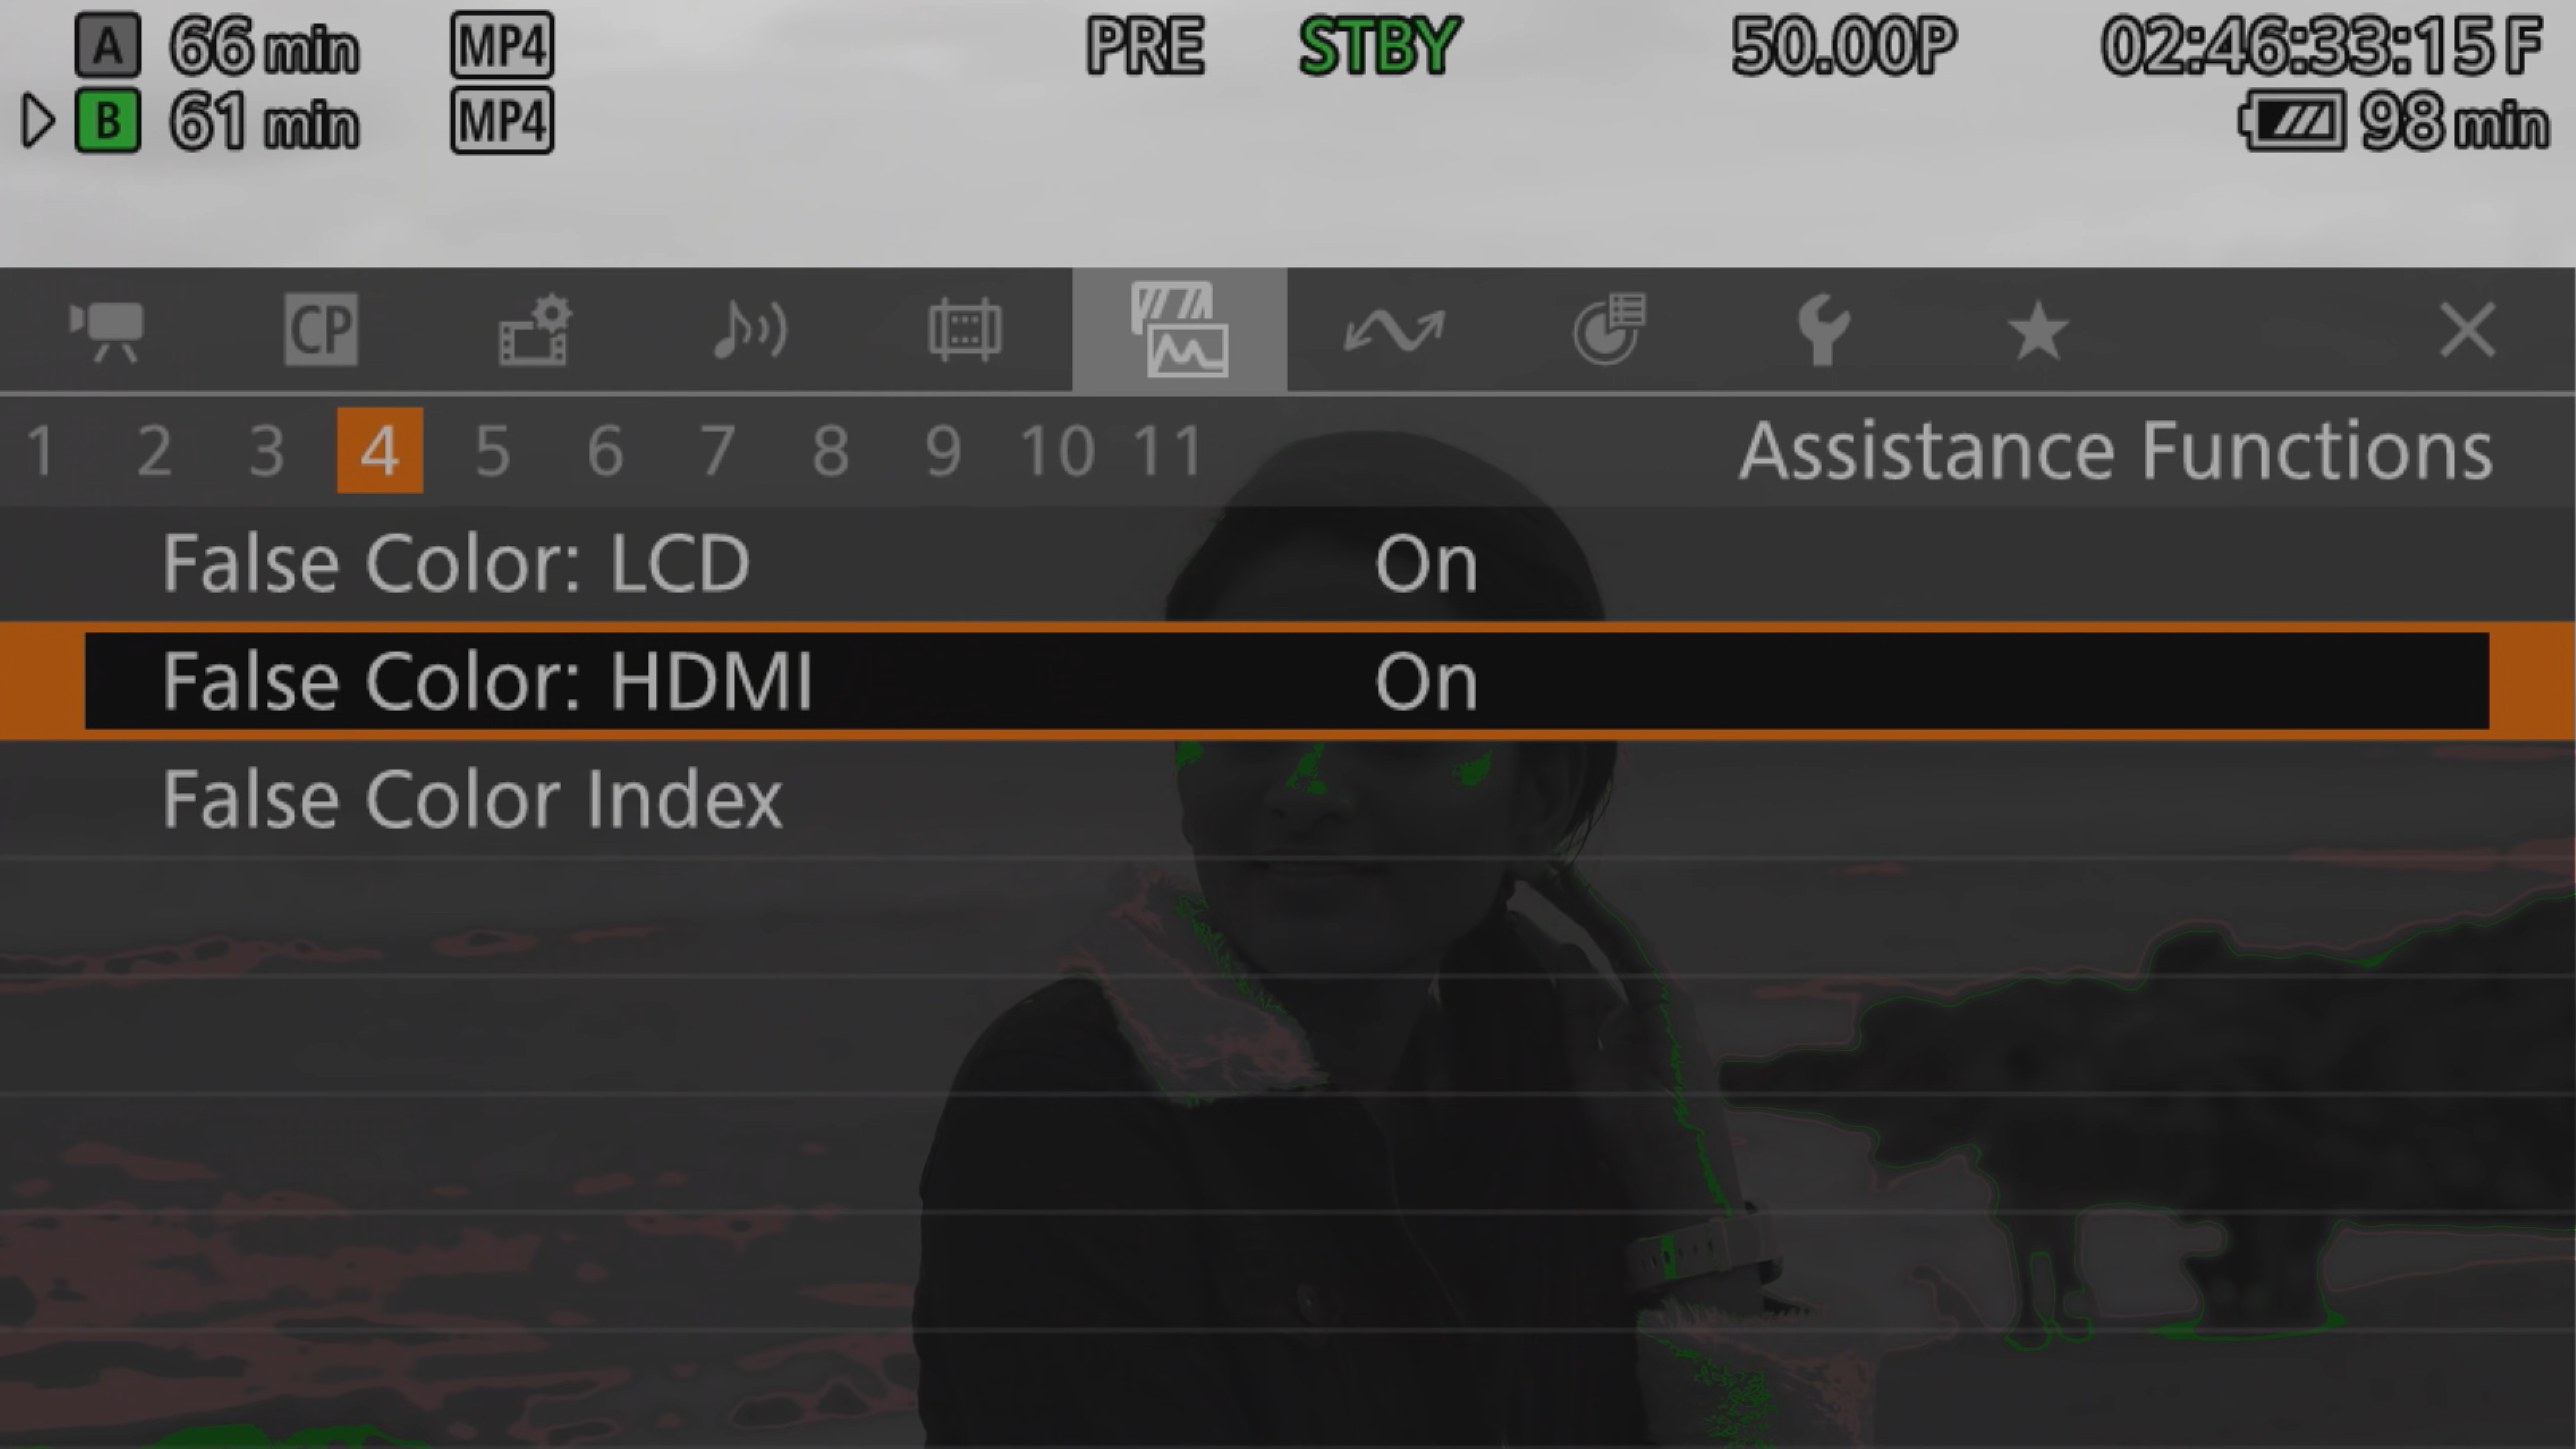 A 66 min MP4 PRE STBY 50.00P 02:46:33:15 F
B 61 min MP4 98 min
CP
1 2 3 4 5 6 7 8 9 10 11 Assistance Functions
False Color: LCD On
False Color: HDMI On
False Color Index